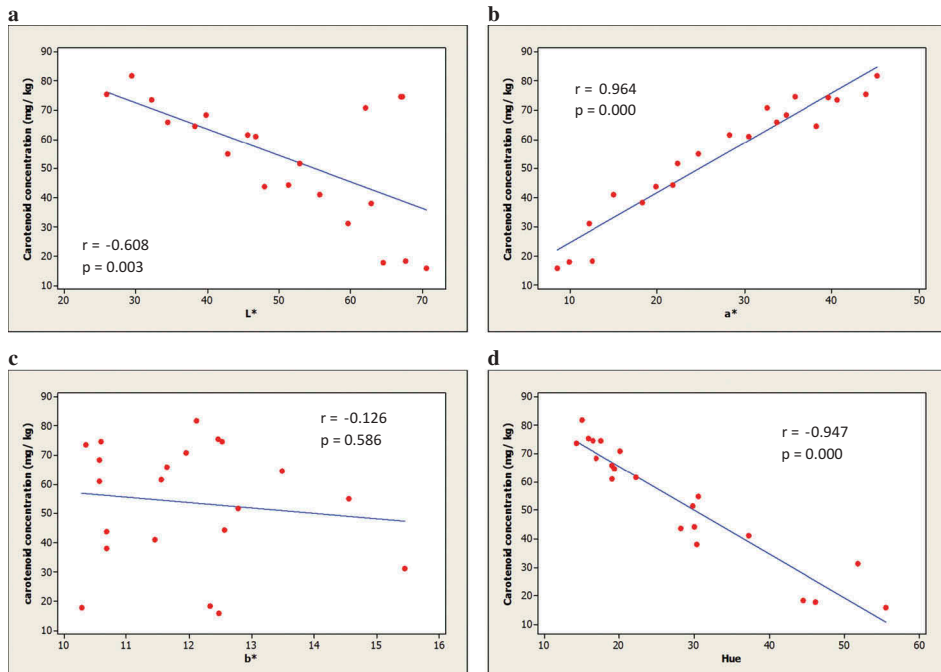 a
Carotenoid concentration (mg/ kg)
90
80
70
60
50
40
30
20
10
r = -0.608
p = 0.003
20 30 40 50 60 70
L*
b
Carotenoid concentration (mg/ kg)
90
80
70
60
50
40
30
20
10
r = 0.964
p = 0.000
10 20 30 40 50
a*
c
carotenoid concentration (mg/ kg)
90
80
70
60
50
40
30
20
10
r = -0.126
p = 0.586
10 11 12 13 14 15 16
b*
d
Carotenoid concentration (mg/ kg)
90
80
70
60
50
40
30
20
10
r = -0.947
p = 0.000
10 20 30 40 50 60
Hue